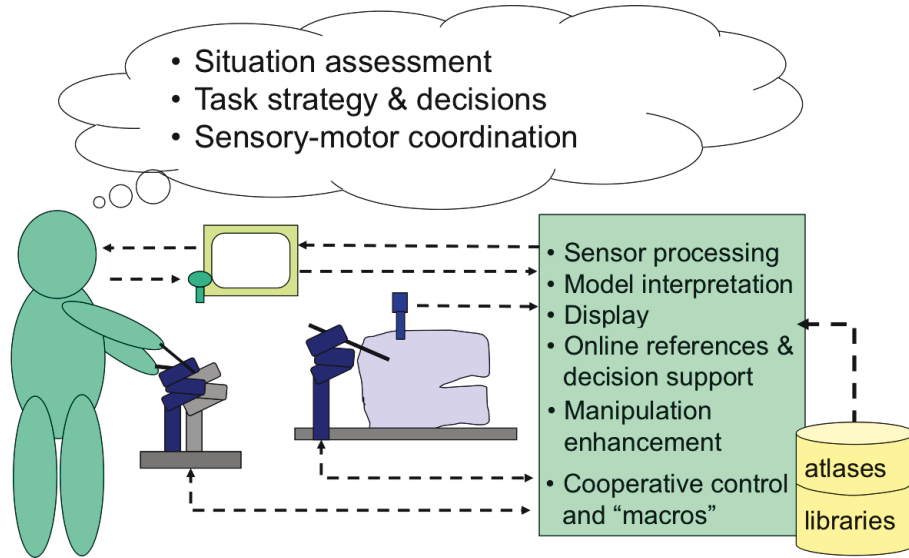 • Situation assessment
• Task strategy & decisions
• Sensory-motor coordination
• Sensor processing
• Model interpretation
• Display
• Online references &
decision support
• Manipulation
enhancement
• Cooperative control
and “macros”
atlases
libraries